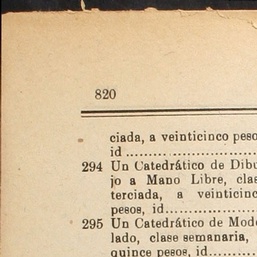 820
ciada, a veinticinco peso
id ..................
294 Un Catedrático de Dibu
jo a Mano Libre, clas
terciada, a veinticinc
pesos, id..............
295 Un Catedrático de Mode
lado, clase semanaria,
quince pesos, id........